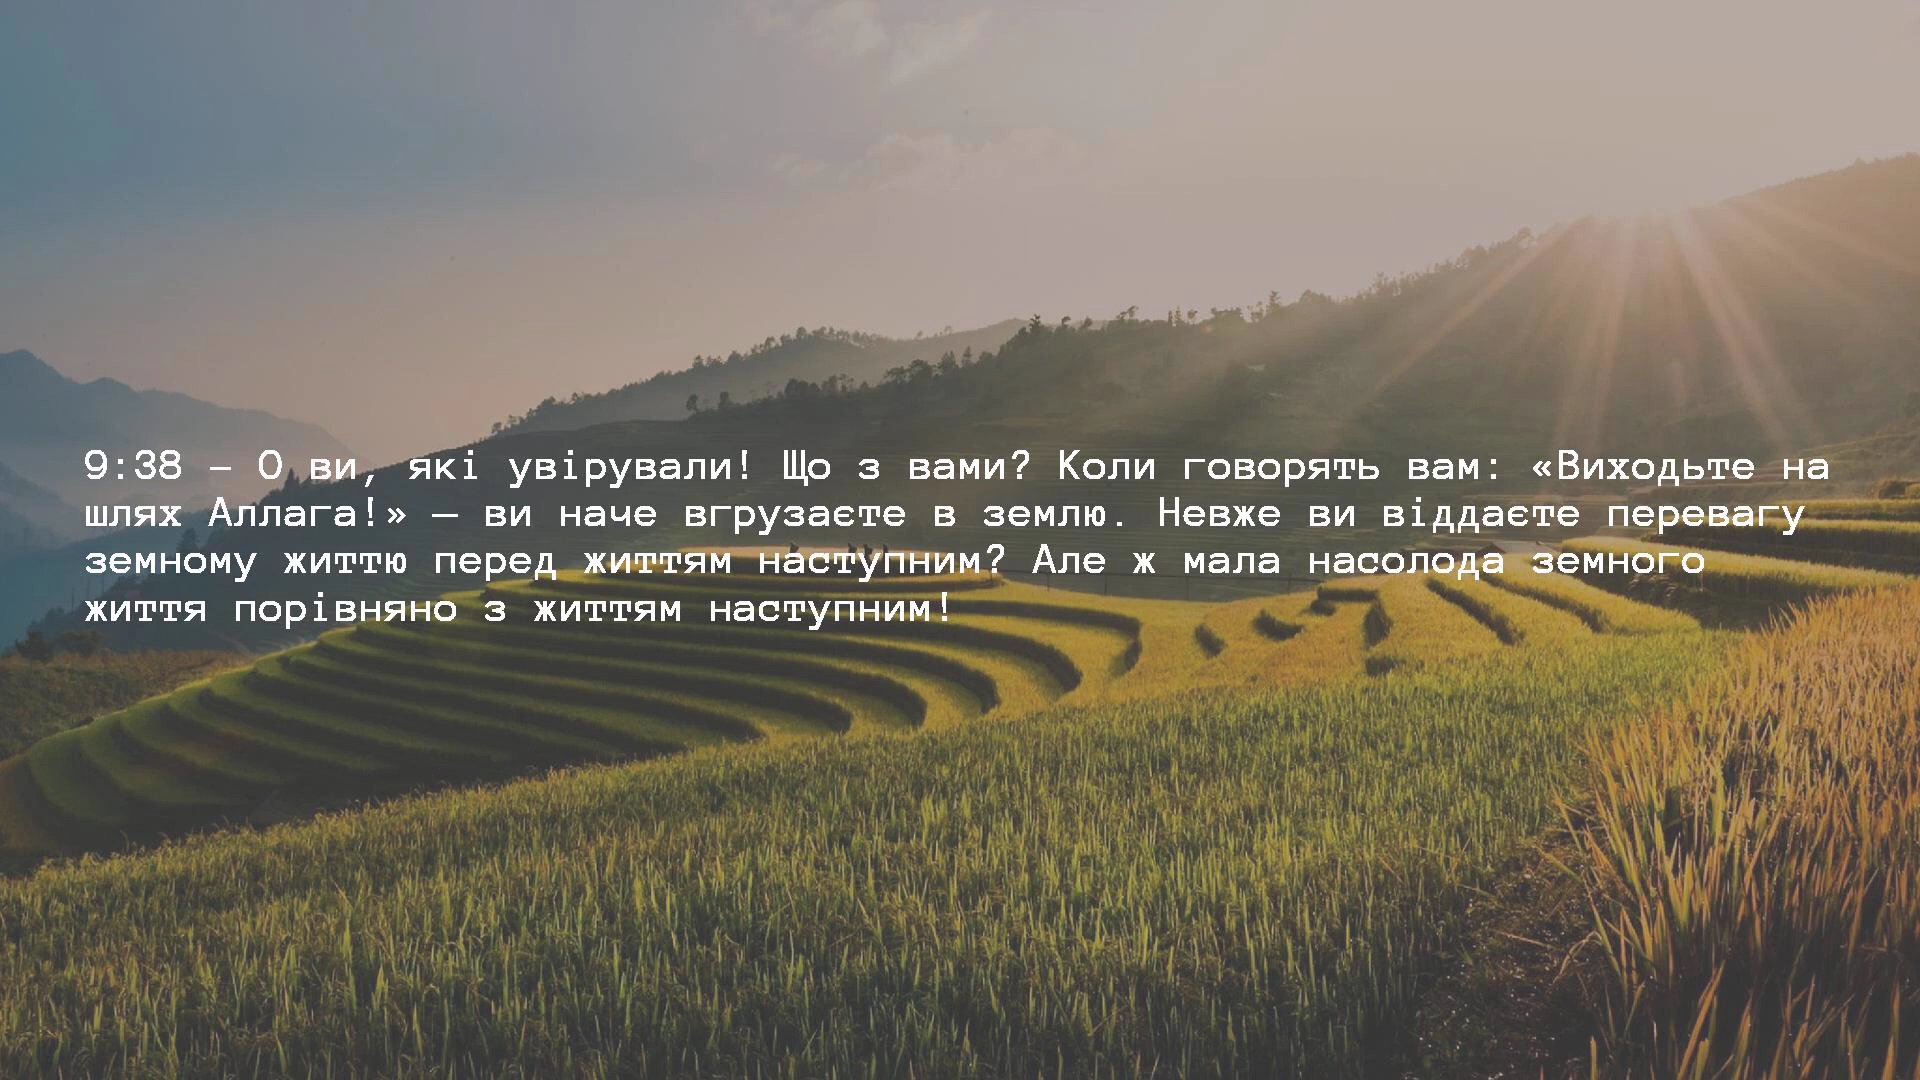 9:38 – О ви, які увірували! Що з вами? Коли говорять вам: «Виходьте на
шлях Аллага!» — ви наче вгрузаєте в землю. Невже ви віддаєте перевагу
земному життю перед життям наступним? Але ж мала насолода земного
життя порівняно з життям наступним!